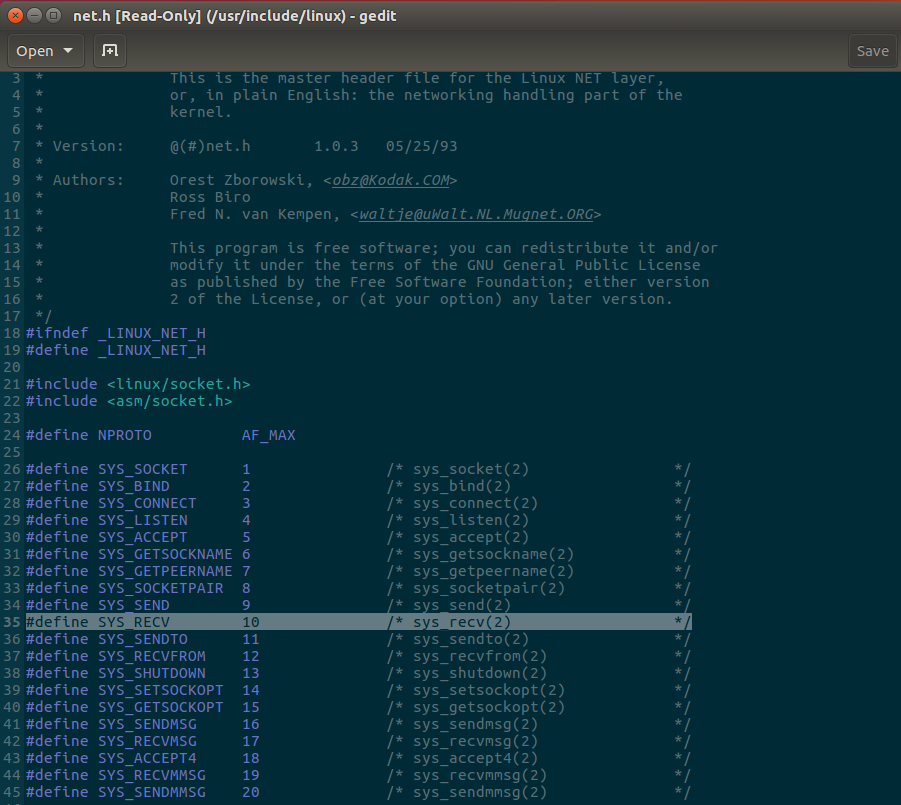 net.h [Read-Only] (/usr/include/linux) - gedit
Open Save
3 * This is the master header file for the Linux NET layer,
4 * or, in plain English: the networking handling part of the
5 * kernel.
6 *
7 * Version: @(#)net.h 1.0.3 05/25/93
8 *
9 * Authors: Orest Zborowski, <obz@Kodak.COM>
10 * Ross Biro
11 * Fred N. van Kempen, <waltje@uWalt.NL.Mugnet.ORG>
12 *
13 * This program is free software; you can redistribute it and/or
14 * modify it under the terms of the GNU General Public License
15 * as published by the Free Software Foundation; either version
16 * 2 of the License, or (at your option) any later version.
17 */
18 #ifndef _LINUX_NET_H
19 #define _LINUX_NET_H
20
21 #include <linux/socket.h>
22 #include <asm/socket.h>
23
24 #define NPROTO AF_MAX
25
26 #define SYS_SOCKET 1 /* sys_socket(2) */
27 #define SYS_BIND 2 /* sys_bind(2) */
28 #define SYS_CONNECT 3 /* sys_connect(2) */
29 #define SYS_LISTEN 4 /* sys_listen(2) */
30 #define SYS_ACCEPT 5 /* sys_accept(2) */
31 #define SYS_GETSOCKNAME 6 /* sys_getsockname(2) */
32 #define SYS_GETPEERNAME 7 /* sys_getpeername(2) */
33 #define SYS_SOCKETPAIR 8 /* sys_socketpair(2) */
34 #define SYS_SEND 9 /* sys_send(2) */
35 #define SYS_RECV 10 /* sys_recv(2) */
36 #define SYS_SENDTO 11 /* sys_sendto(2) */
37 #define SYS_RECVFROM 12 /* sys_recvfrom(2) */
38 #define SYS_SHUTDOWN 13 /* sys_shutdown(2) */
39 #define SYS_SETSOCKOPT 14 /* sys_setsockopt(2) */
40 #define SYS_GETSOCKOPT 15 /* sys_getsockopt(2) */
41 #define SYS_SENDMSG 16 /* sys_sendmsg(2) */
42 #define SYS_RECVMSG 17 /* sys_recvmsg(2) */
43 #define SYS_ACCEPT4 18 /* sys_accept4(2) */
44 #define SYS_RECVMMSG 19 /* sys_recvmmsg(2) */
45 #define SYS_SENDMMSG 20 /* sys_sendmmsg(2) */